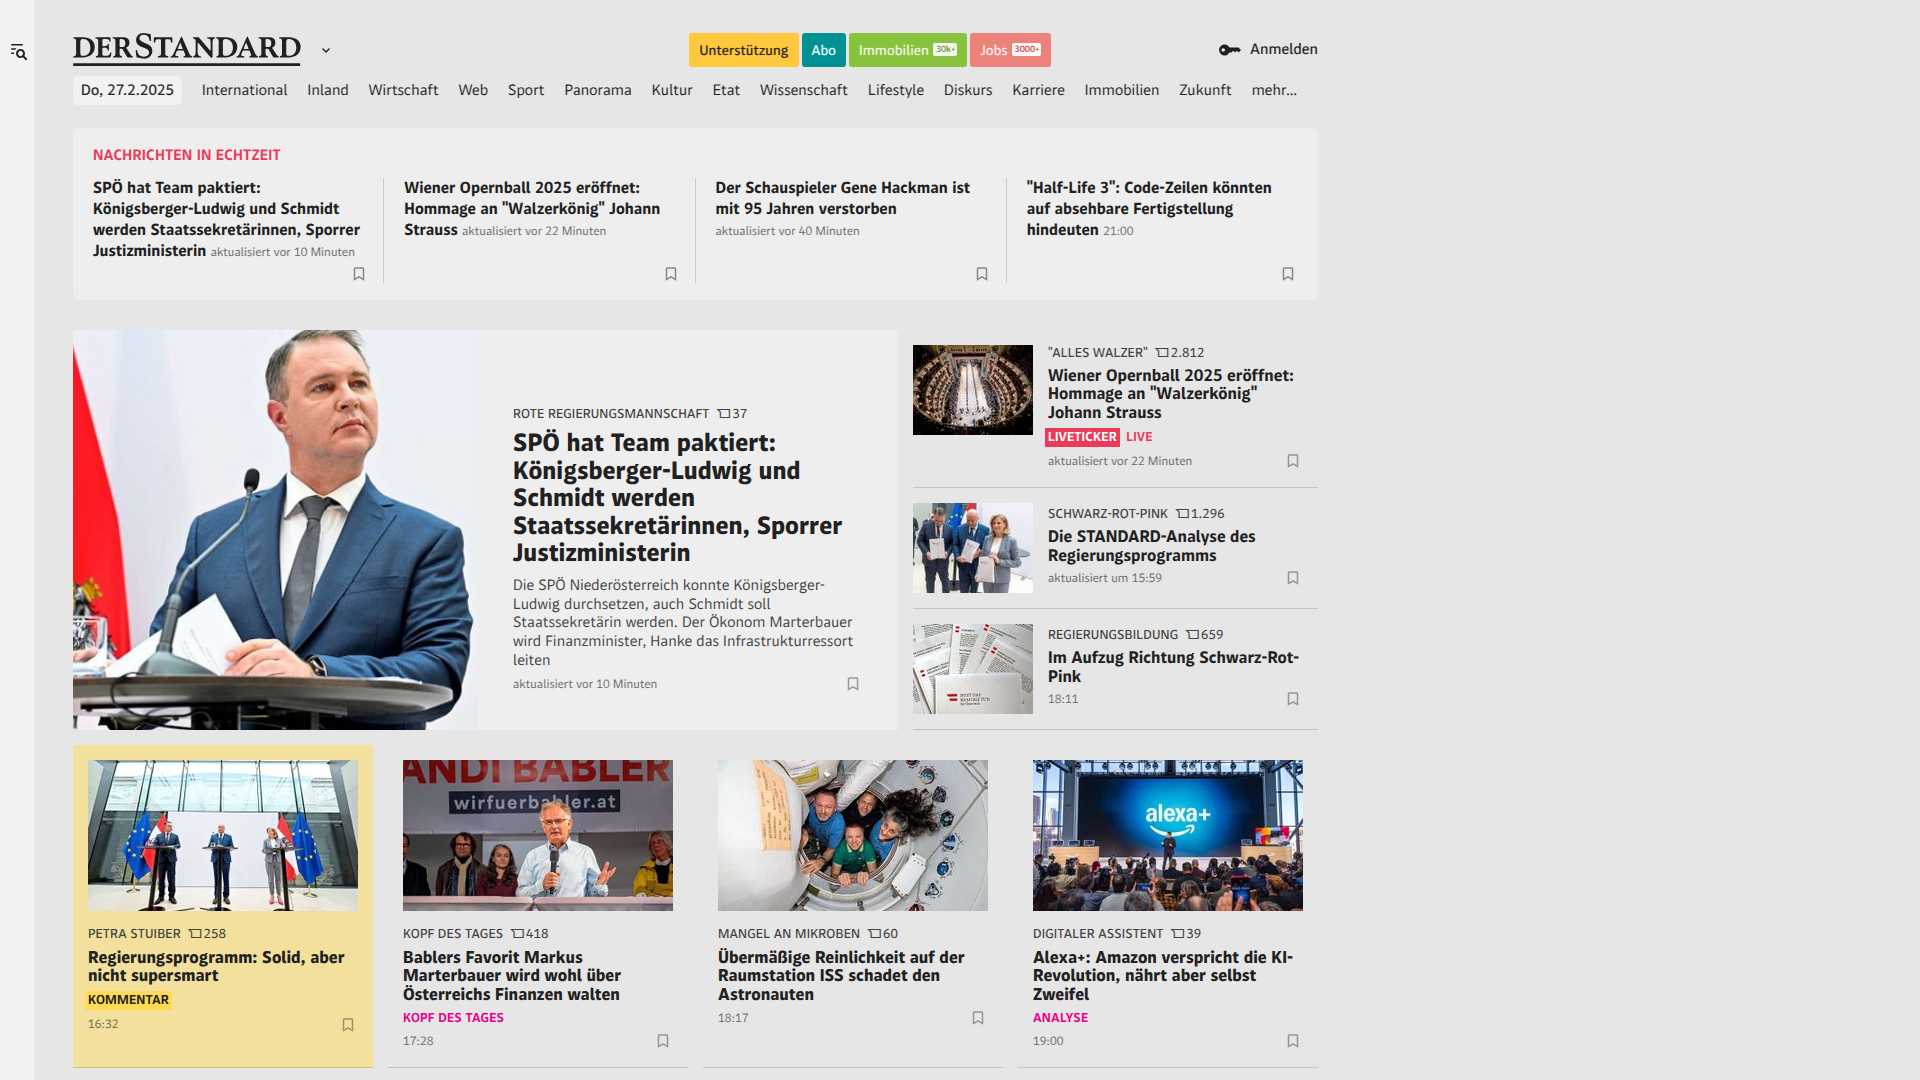 DERSTANDARD
Unterstützung
Abo
Immobilien 30k+
Jobs 3000+
Anmelden
Do, 27.2.2025
International
Inland
Wirtschaft
Web
Sport
Panorama
Kultur
Etat
Wissenschaft
Lifestyle
Diskurs
Karriere
Immobilien
Zukunft
mehr...
NACHRICHTEN IN ECHTZEIT
SPÖ hat Team paktiert:
Königsberger-Ludwig und Schmidt
werden Staatssekretärinnen, Sporrer
Justizministerin aktualisiert vor 10 Minuten
Wiener Opernball 2025 eröffnet:
Hommage an "Walzerkönig" Johann
Strauss aktualisiert vor 22 Minuten
Der Schauspieler Gene Hackman ist
mit 95 Jahren verstorben
aktualisiert vor 40 Minuten
"Half-Life 3": Code-Zeilen könnten
auf absehbare Fertigstellung
hindeuten 21:00
ROTE REGIERUNGSMANNSCHAFT 37
SPÖ hat Team paktiert:
Königsberger-Ludwig und
Schmidt werden
Staatssekretärinnen, Sporrer
Justizministerin
Die SPÖ Niederösterreich konnte Königsberger-
Ludwig durchsetzen, auch Schmidt soll
Staatssekretärin werden. Der Ökonom Marterbauer
wird Finanzminister, Hanke das Infrastrukturressort
leiten
aktualisiert vor 10 Minuten
"ALLES WALZER" 2.812
Wiener Opernball 2025 eröffnet:
Hommage an "Walzerkönig"
Johann Strauss
LIVETICKER LIVE
aktualisiert vor 22 Minuten
SCHWARZ-ROT-PINK 1.296
Die STANDARD-Analyse des
Regierungsprogramms
aktualisiert um 15:59
REGIERUNGSBILDUNG 659
Im Aufzug Richtung Schwarz-Rot-
Pink
18:11
PETRA STUIBER 258
Regierungsprogramm: Solid, aber
nicht supersmart
KOMMENTAR
16:32
ANDI BABLER
wirfuerbabler.at
KOPF DES TAGES 418
Bablers Favorit Markus
Marterbauer wird wohl über
Österreichs Finanzen walten
KOPF DES TAGES
17:28
MANGEL AN MIKROBEN 60
Übermäßige Reinlichkeit auf der
Raumstation ISS schadet den
Astronauten
18:17
alexa+
DIGITALER ASSISTENT 39
Alexa+: Amazon verspricht die KI-
Revolution, nährt aber selbst
Zweifel
ANALYSE
19:00